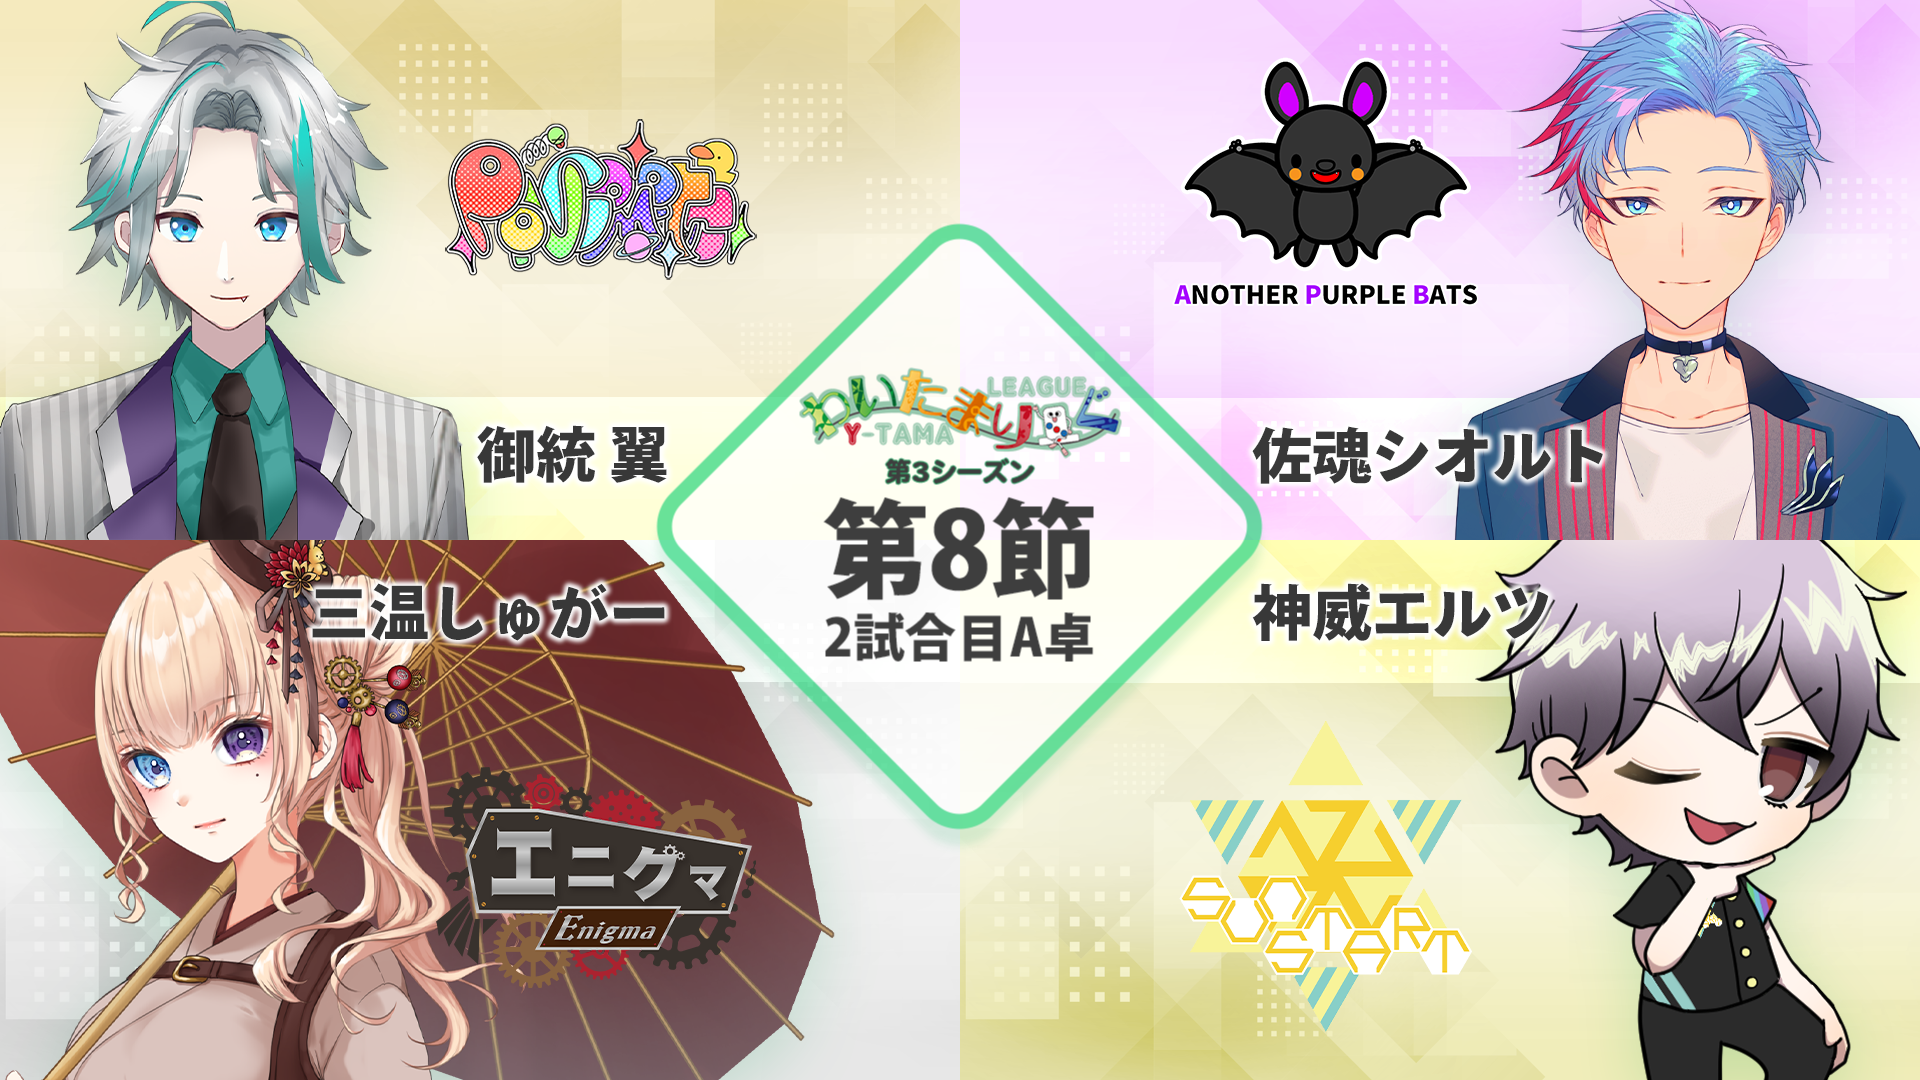 ANOTHER PURPLE BATS
御統 翼
佐魂シオルト
わいたまりーぐ
LEAGUE
Y-TAMA
第3シーズン
第8節
2試合目A卓
三温しゅがー
神威エルツ
エニグマ
Enigma
SUN
START